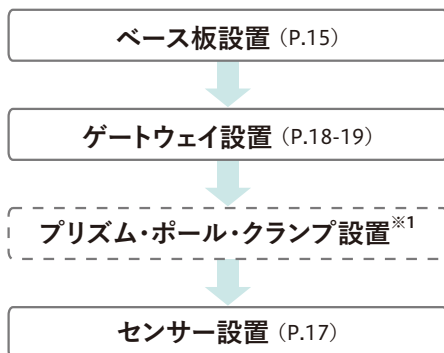 ベース板設置（P.15）
ゲートウェイ設置（P.18-19）
プリズム・ポール・クランプ設置※1
センサー設置（P.17）